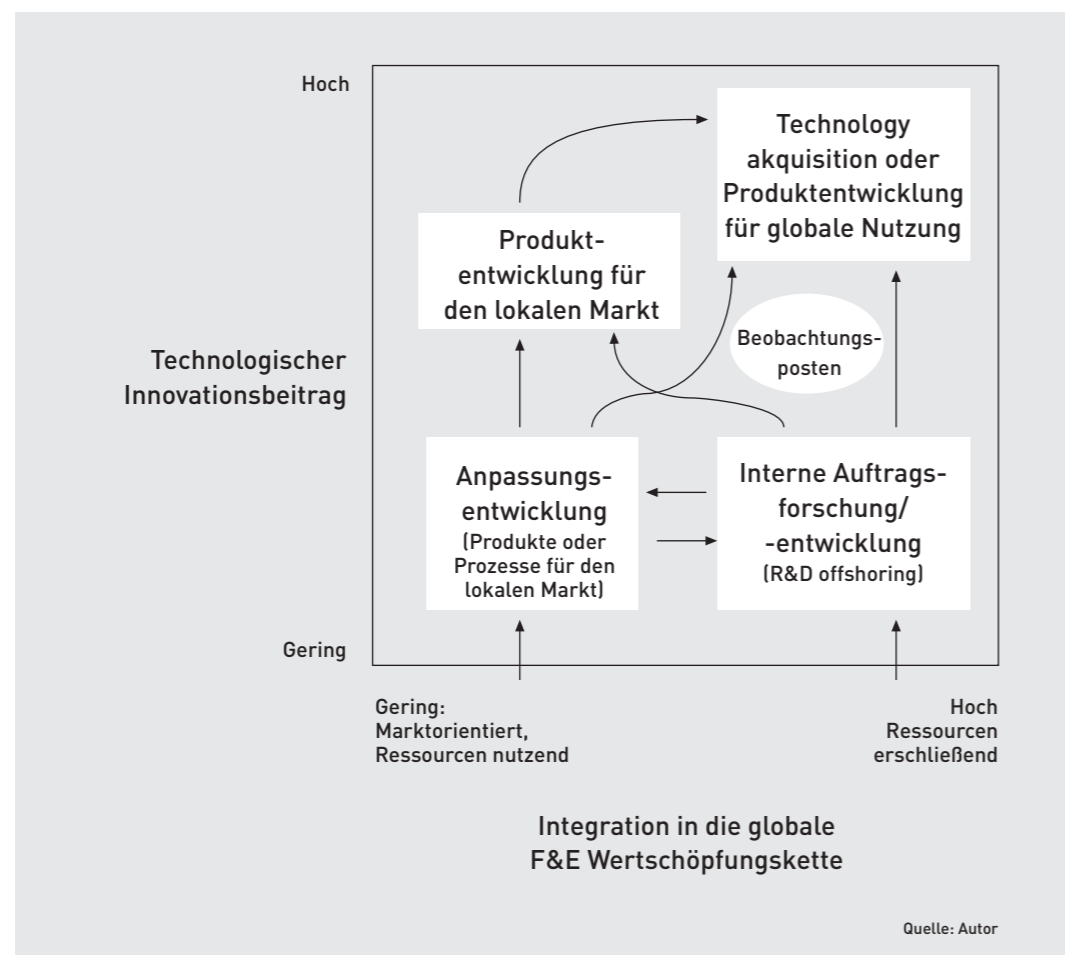 Hoch
Technology
akquisition oder
Produktentwicklung
für globale Nutzung
Produkt-
entwicklung für
den lokalen Markt
Beobachtungs-
posten
Technologischer
Innovationsbeitrag
Anpassungs-
entwicklung
(Produkte oder
Prozesse für den
lokalen Markt)
Interne Auftrags-
forschung/
-entwicklung
(R&D offshoring)
Gering
Gering:
Marktorientiert,
Ressourcen nutzend
Hoch
Ressourcen
erschließend
Integration in die globale
F&E Wertschöpfungskette
Quelle: Autor